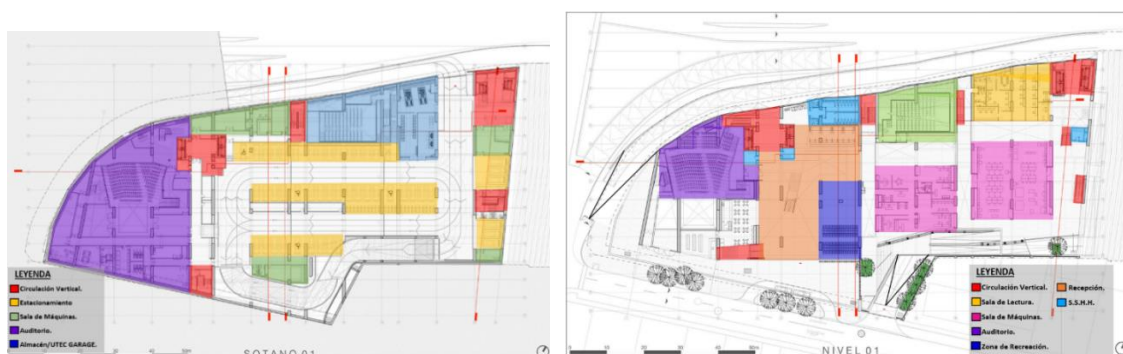 LEYENDA
Circulación Vertical.
Estacionamiento
Sala de Máquinas.
Auditorio.
Almacén/UTEC GARAGE.
SOTANO 01
LEYENDA
Circulación Vertical.
Sala de Lectura.
Sala de Máquinas.
Auditorio.
Zona de Recreación.
Recepción.
S.S.H.H.
NIVEL 01